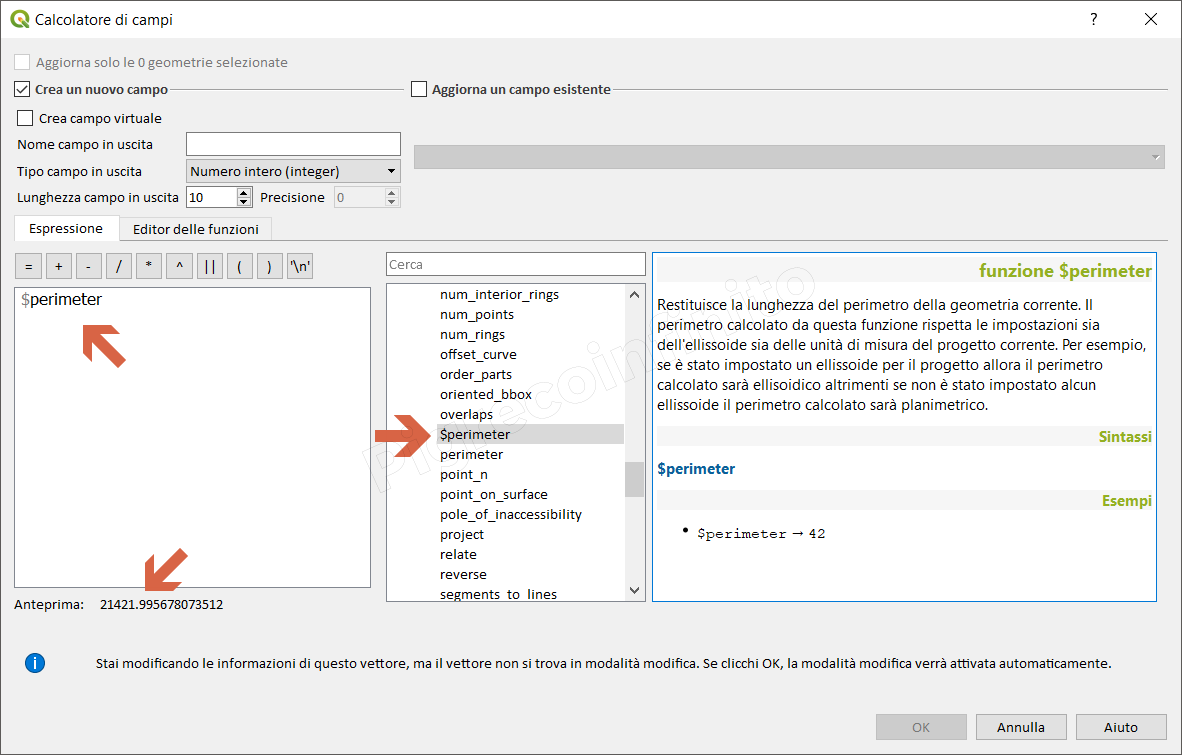 Calcolatore di campi
?
Aggiorna solo le 0 geometrie selezionate
Crea un nuovo campo
Aggiorna un campo esistente
Crea campo virtuale
Nome campo in uscita
Tipo campo in uscita Numero intero (integer)
Lunghezza campo in uscita 10 Precisione 0
Espressione Editor delle funzioni
= + - / * ^ || ( ) '\n'
$perimeter
Anteprima: 21421.995678073512
Cerca
num_interior_rings
num_points
num_rings
offset_curve
order_parts
oriented_bbox
overlaps
$perimeter
perimeter
point_n
point_on_surface
pole_of_inaccessibility
project
relate
reverse
segments_to_lines
funzione $perimeter
Restituisce la lunghezza del perimetro della geometria corrente. Il
perimetro calcolato da questa funzione rispetta le impostazioni sia
dell'ellissoide sia delle unità di misura del progetto corrente. Per esempio,
se è stato impostato un ellissoide per il progetto allora il perimetro
calcolato sarà ellisoidico altrimenti se non è stato impostato alcun
ellissoide il perimetro calcolato sarà planimetrico.
Sintassi
$perimeter
Esempi
• $perimeter → 42
Stai modificando le informazioni di questo vettore, ma il vettore non si trova in modalità modifica. Se clicchi OK, la modalità modifica verrà attivata automaticamente.
OK Annulla Aiuto